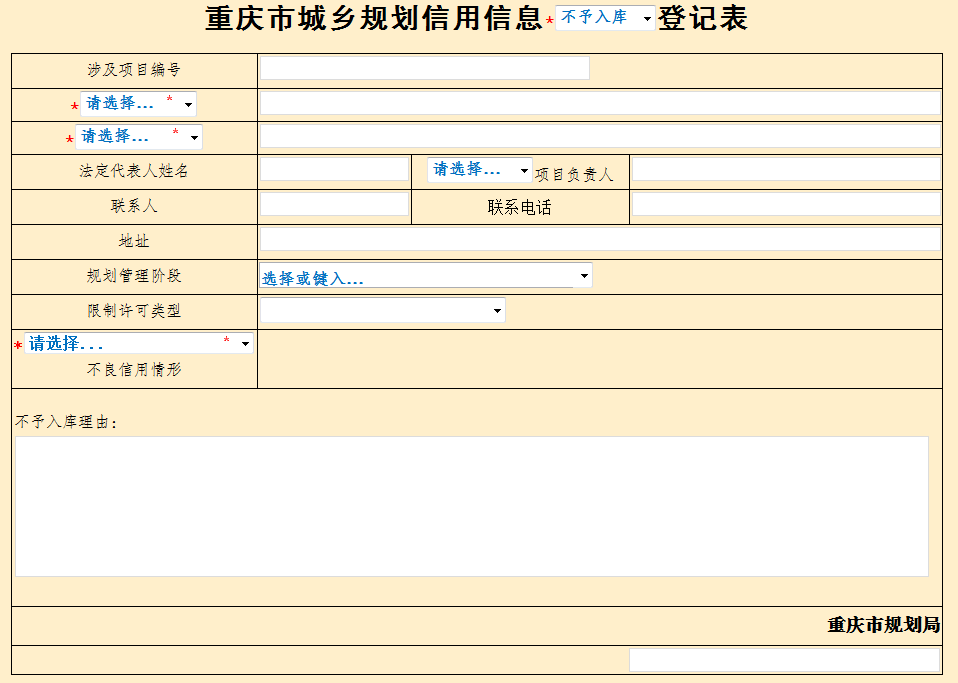 重庆市城乡规划信用信息*不予入库登记表
涉及项目编号
*请选择... *
*请选择... *
法定代表人姓名 请选择... 项目负责人
联系人 联系电话
地址
规划管理阶段 选择或键入...
限制许可类型
*请选择... *
不良信用情形
不予入库理由：
重庆市规划局